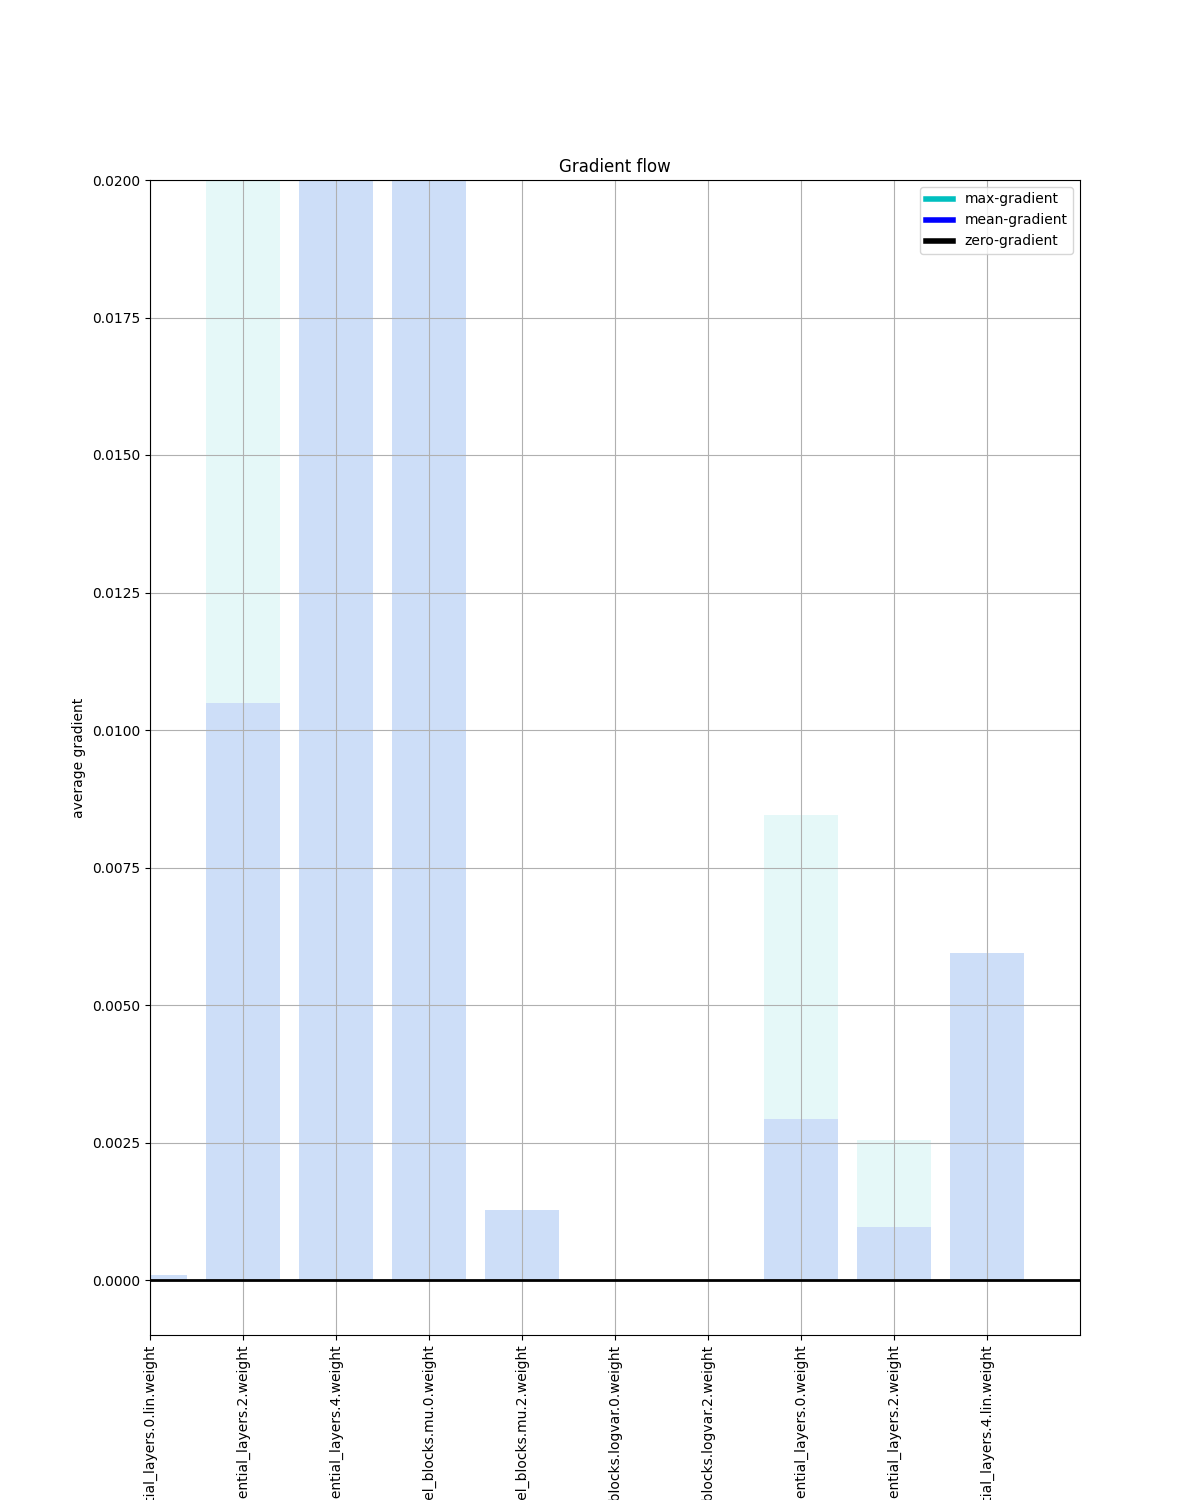 Gradient flow
max-gradient
mean-gradient
zero-gradient
average gradient
0.0200
0.0175
0.0150
0.0125
0.0100
0.0075
0.0050
0.0025
0.0000
tial_layers.0.lin.weight
ential_layers.2.weight
ential_layers.4.weight
el_blocks.mu.0.weight
el_blocks.mu.2.weight
blocks.logvar.0.weight
blocks.logvar.2.weight
ential_layers.0.weight
ential_layers.2.weight
tial_layers.4.lin.weight